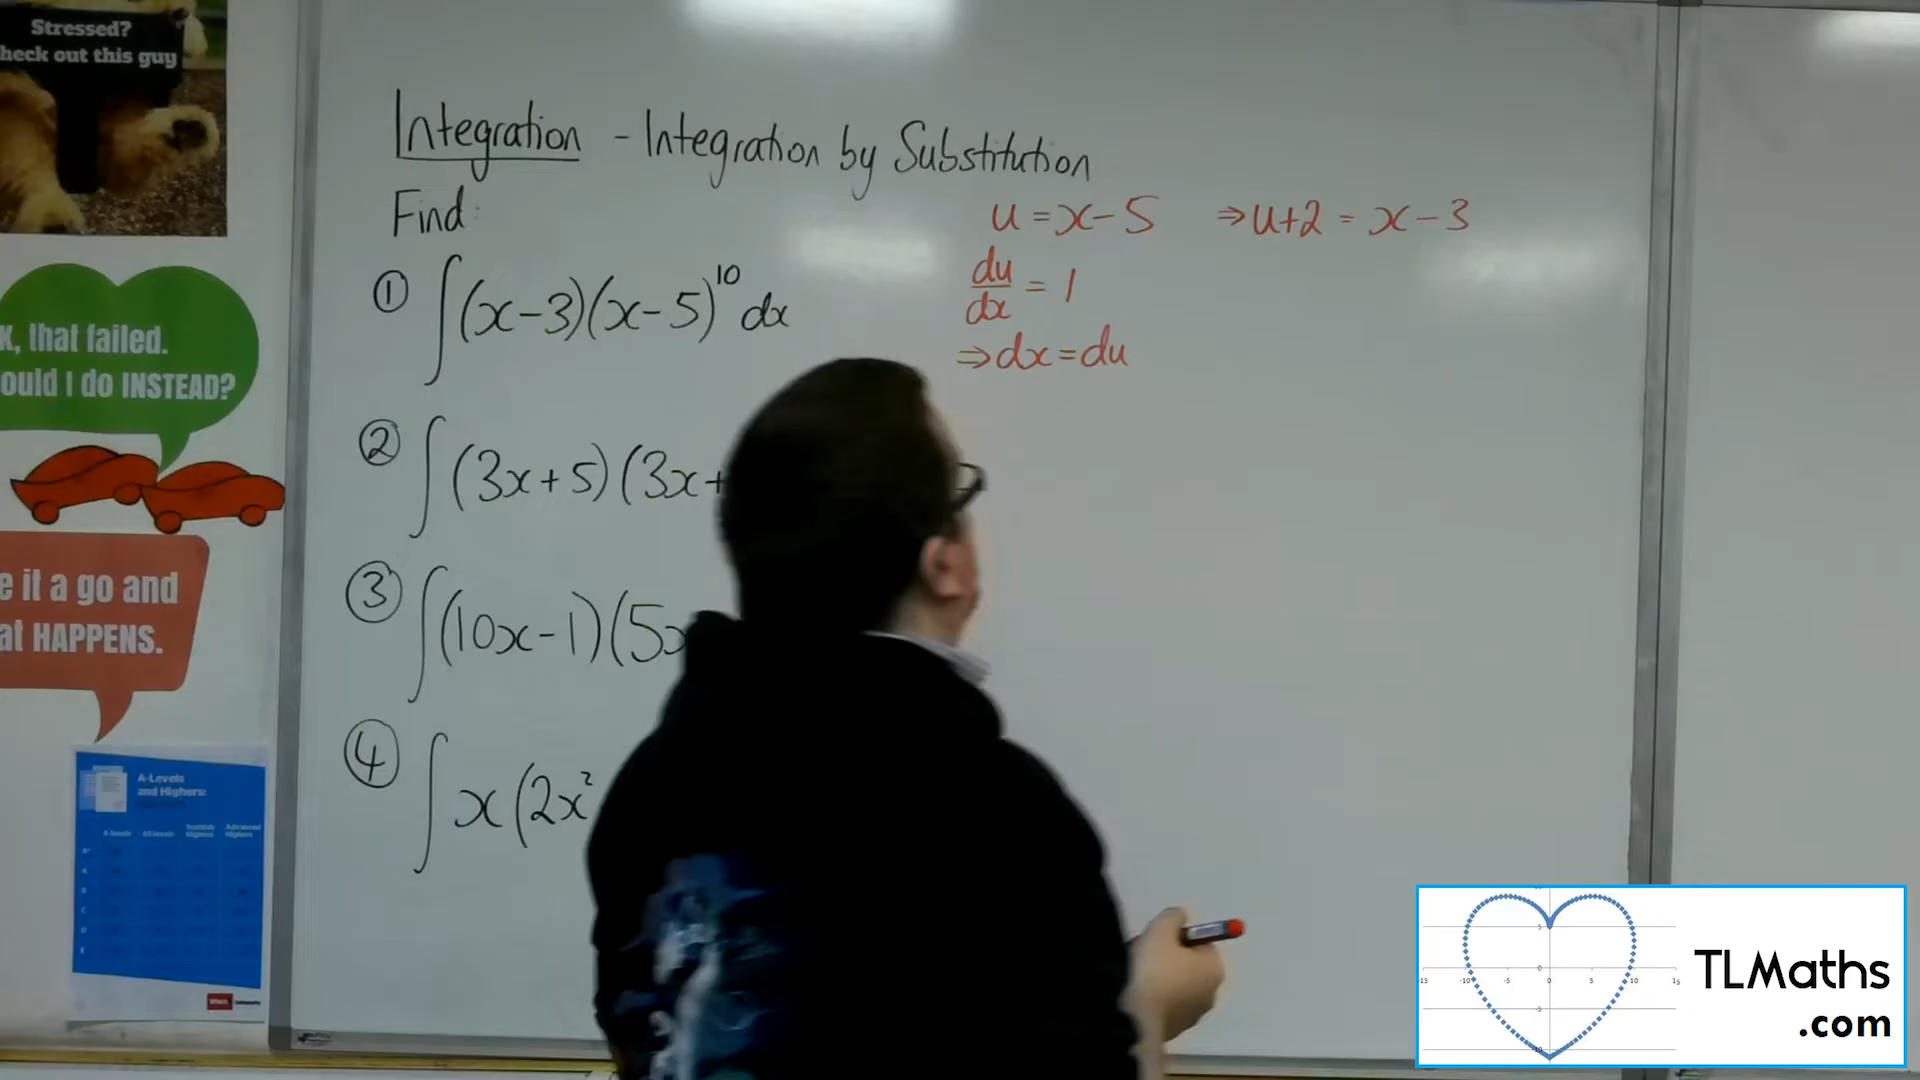 Stressed?
heck out this guy
Integration - Integration by Substitution
Find:
u = x - 5 ⇒ u+2 = x - 3
du/dx = 1
⇒ dx = du
① ∫(x-3)(x-5)^10 dx
② ∫(3x+5)(3x+
③ ∫(10x-1)(5x
④ ∫x(2x²
K, that failed.
ould I do INSTEAD?
e it a go and
at HAPPENS.
A-Levels
and Highers:
TLMaths
.com